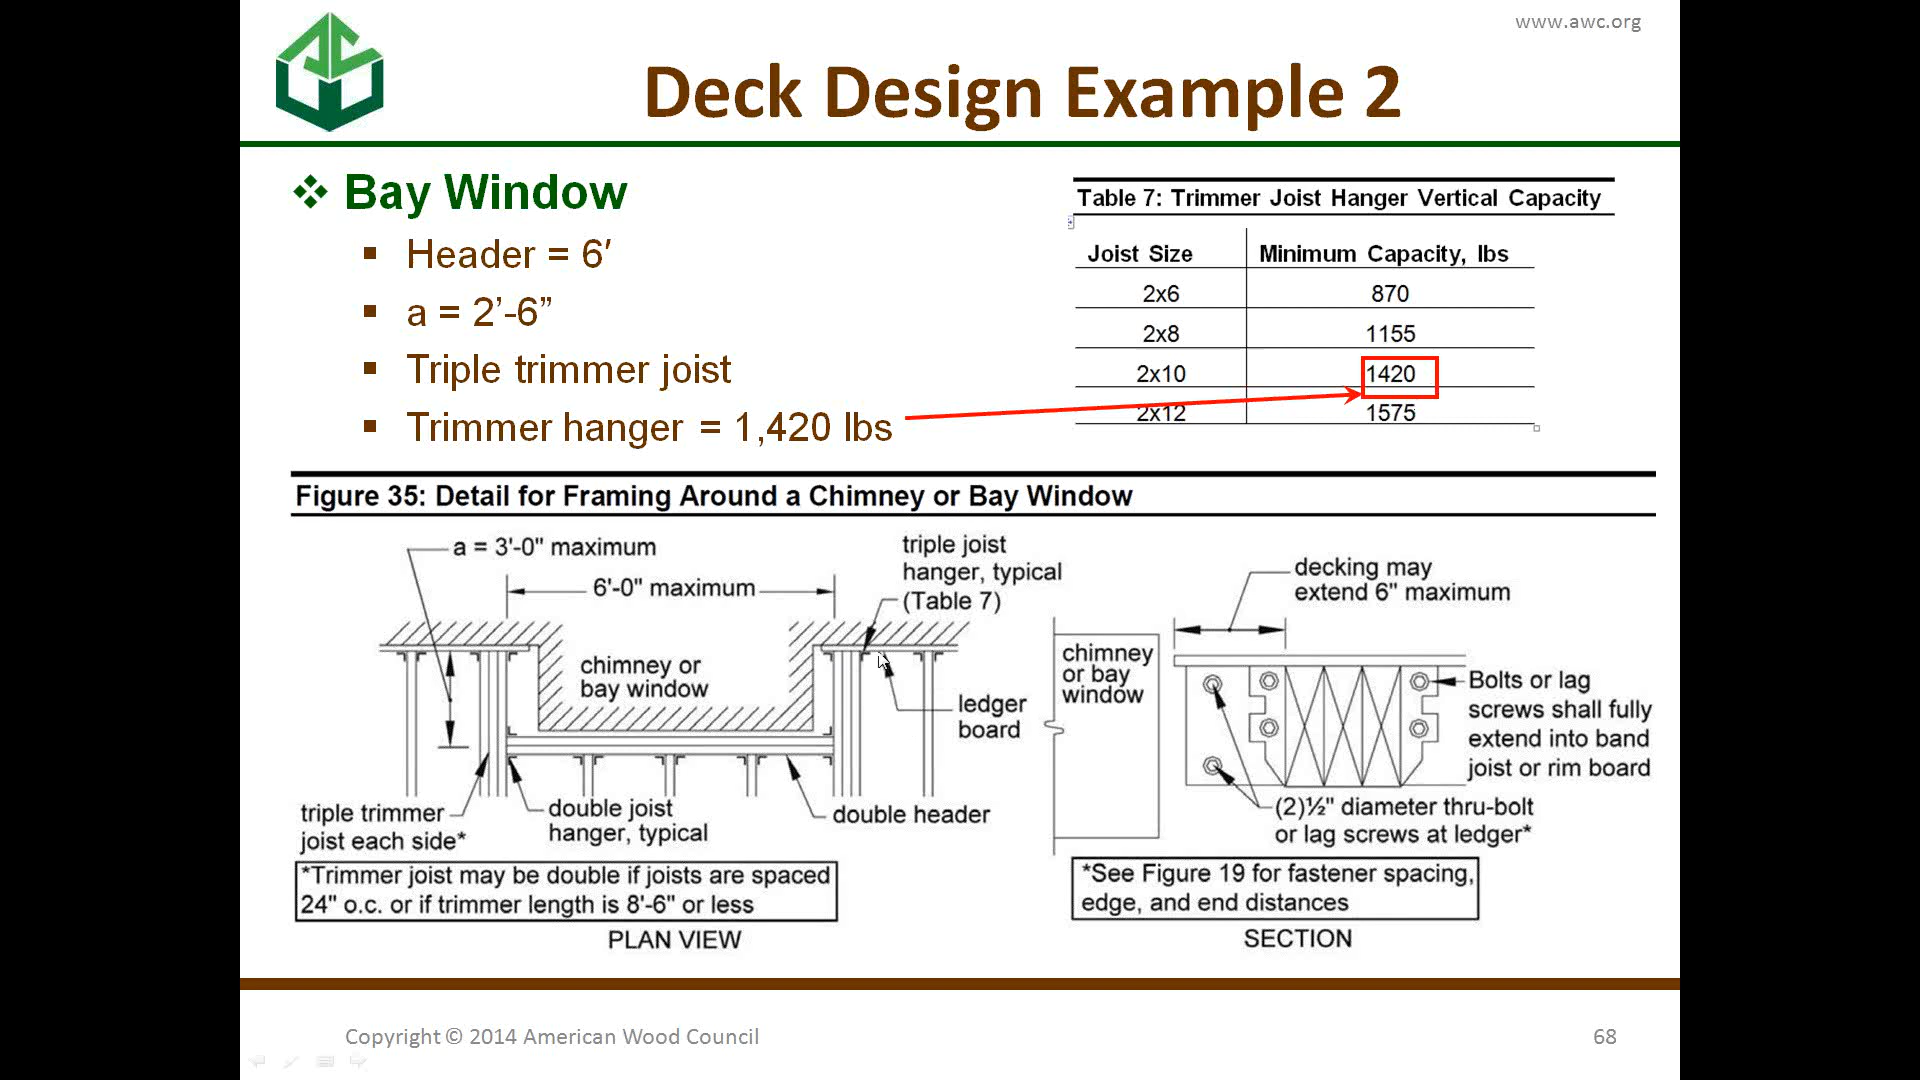 www.awc.org
Deck Design Example 2
Bay Window
Header = 6′
a = 2’-6”
Triple trimmer joist
Trimmer hanger = 1,420 lbs
Table 7: Trimmer Joist Hanger Vertical Capacity
Joist Size Minimum Capacity, lbs
2x6 870
2x8 1155
2x10 1420
2x12 1575
Figure 35: Detail for Framing Around a Chimney or Bay Window
a = 3'-0" maximum
6'-0" maximum
triple joist
hanger, typical
(Table 7)
chimney or
bay window
ledger
board
triple trimmer
joist each side*
double joist
hanger, typical
double header
*Trimmer joist may be double if joists are spaced
24" o.c. or if trimmer length is 8'-6" or less
PLAN VIEW
decking may
extend 6" maximum
chimney
or bay
window
Bolts or lag
screws shall fully
extend into band
joist or rim board
(2)½" diameter thru-bolt
or lag screws at ledger*
*See Figure 19 for fastener spacing,
edge, and end distances
SECTION
Copyright © 2014 American Wood Council
68